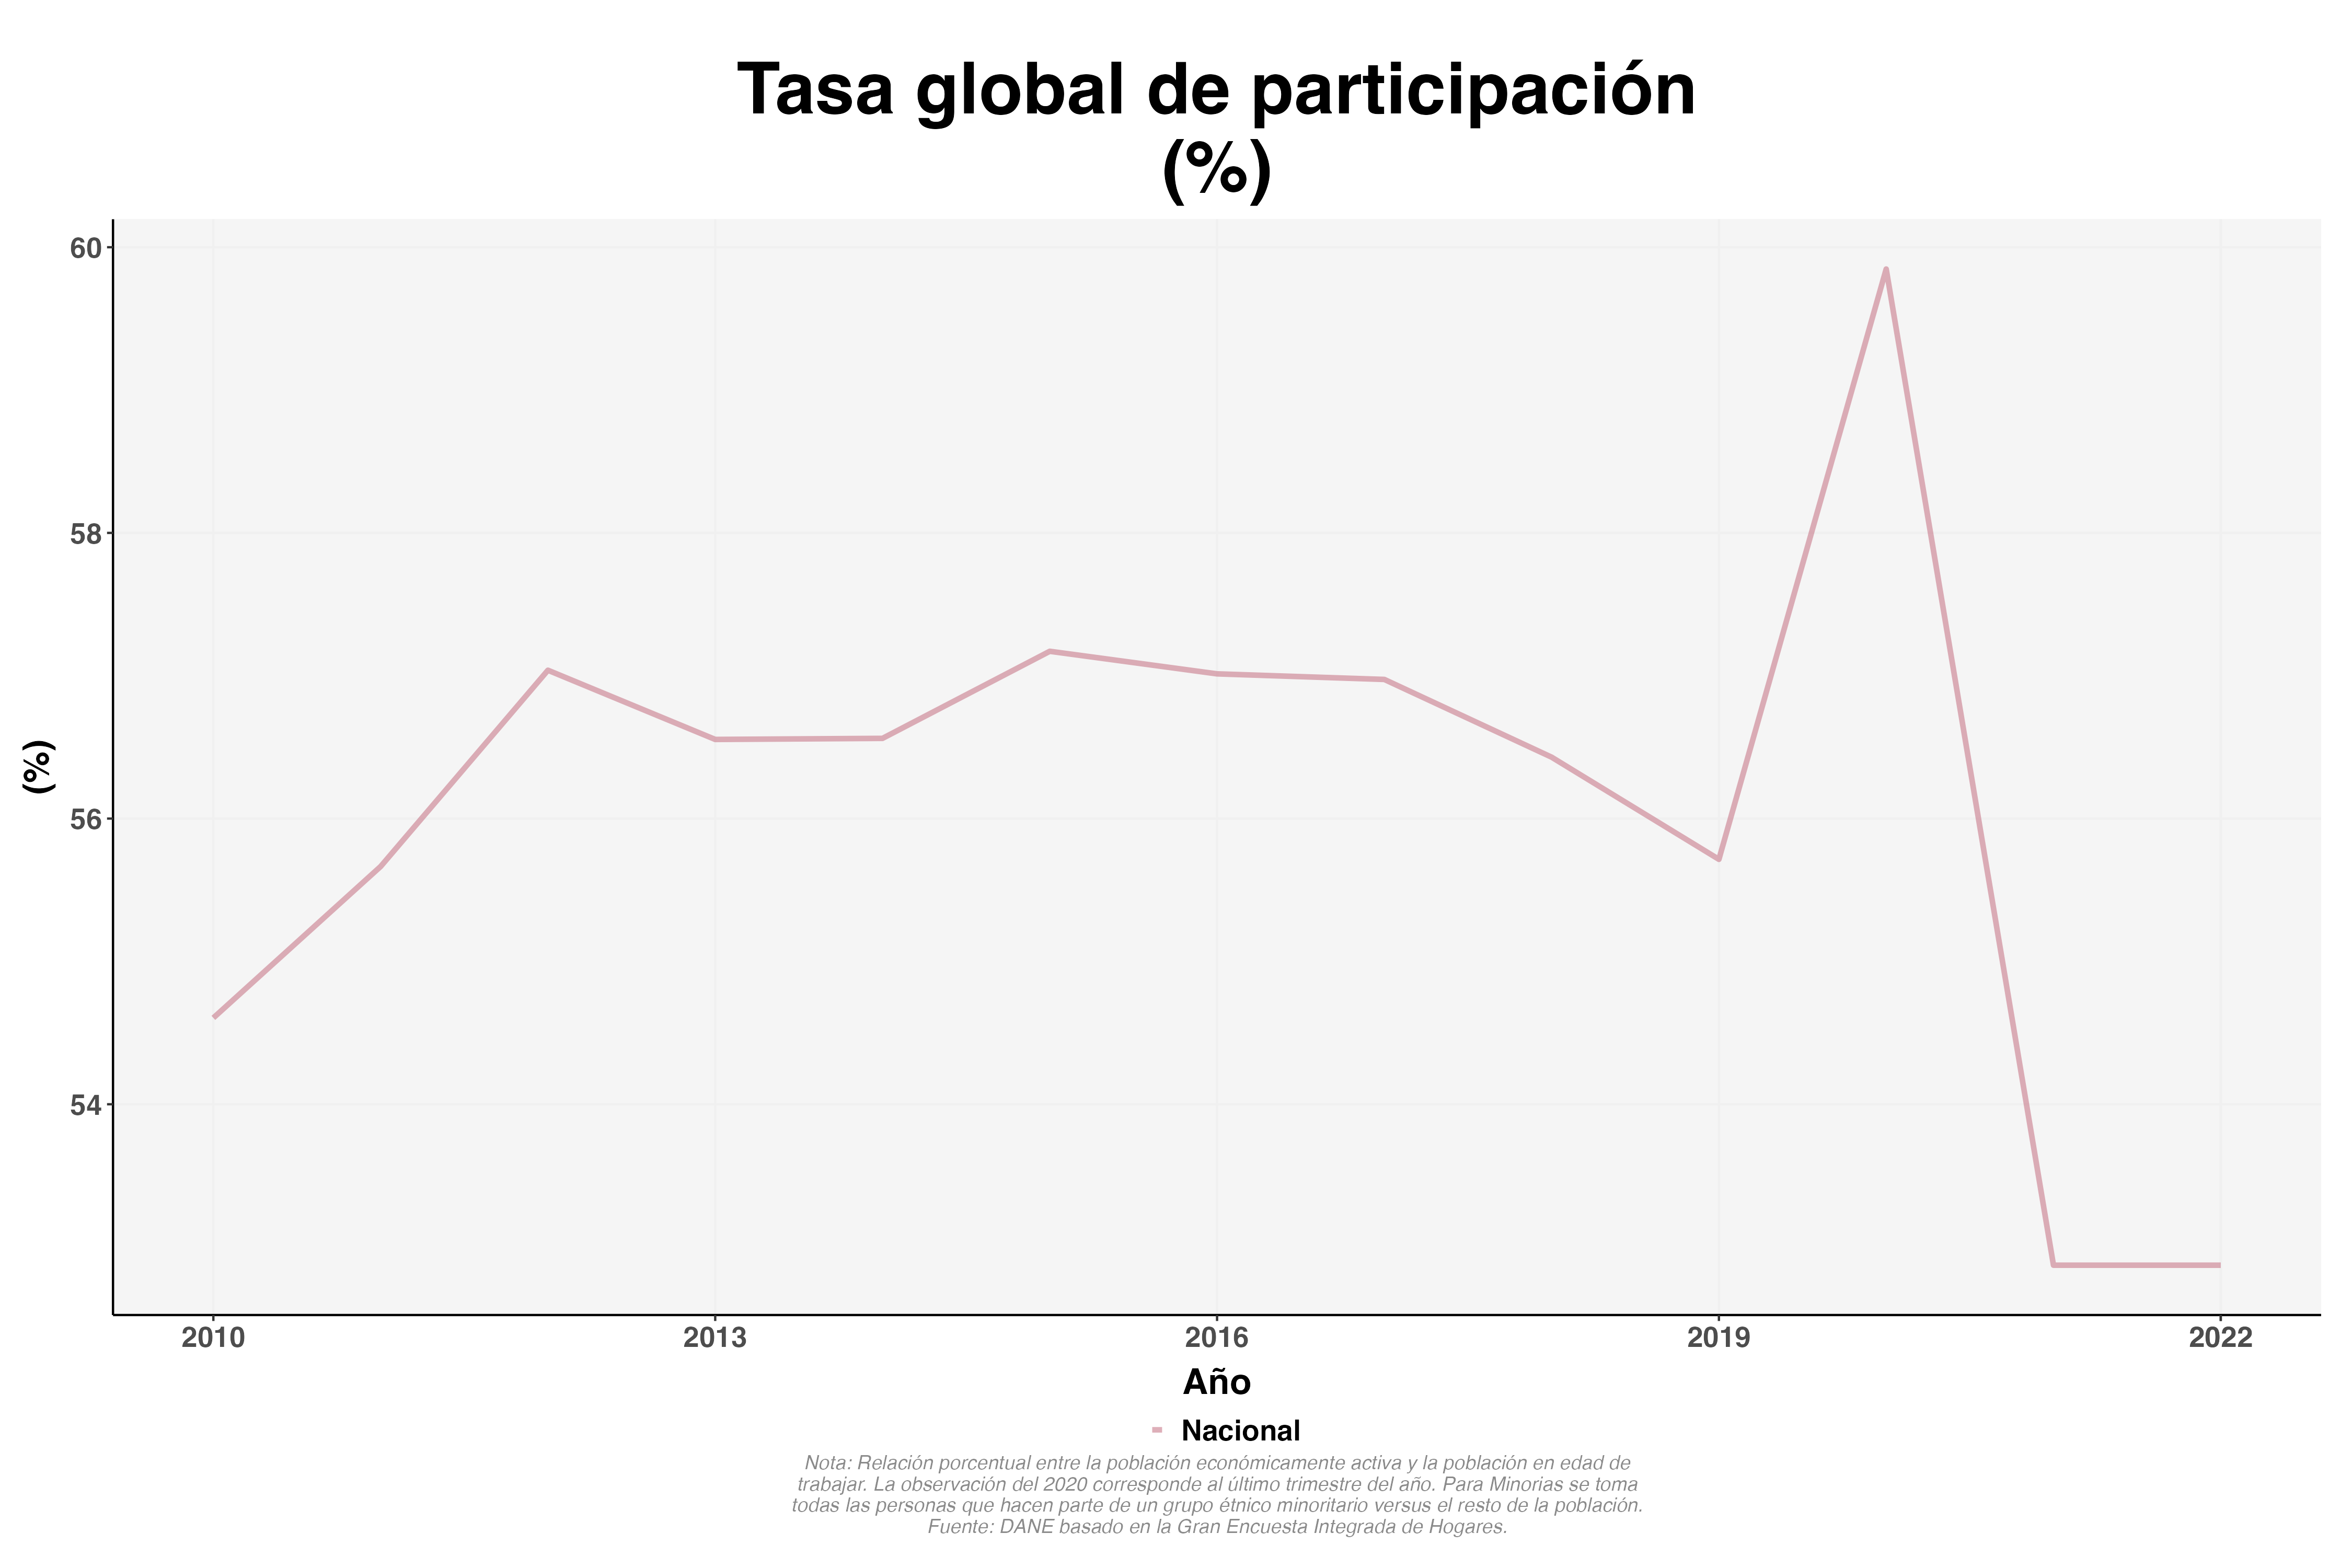 Tasa global de participación
(%)
60
58
56
54
(%)
2010
2013
2016
2019
2022
Año
Nacional
Nota: Relación porcentual entre la población económicamente activa y la población en edad de
trabajar. La observación del 2020 corresponde al último trimestre del año. Para Minorias se toma
todas las personas que hacen parte de un grupo étnico minoritario versus el resto de la población.
Fuente: DANE basado en la Gran Encuesta Integrada de Hogares.